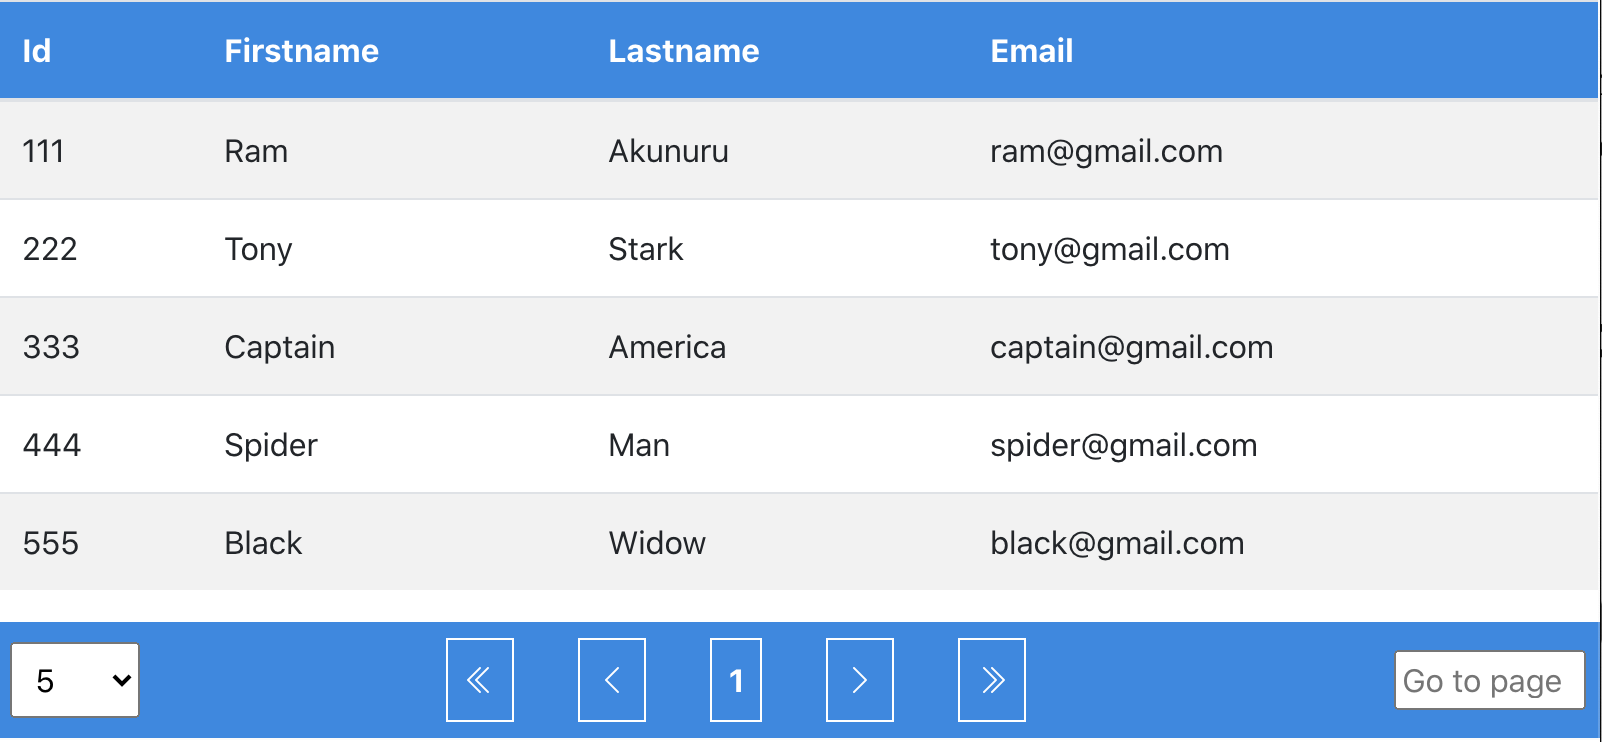 Id Firstname Lastname Email
111 Ram Akunuru ram@gmail.com
222 Tony Stark tony@gmail.com
333 Captain America captain@gmail.com
444 Spider Man spider@gmail.com
555 Black Widow black@gmail.com
5 « < 1 > » Go to page